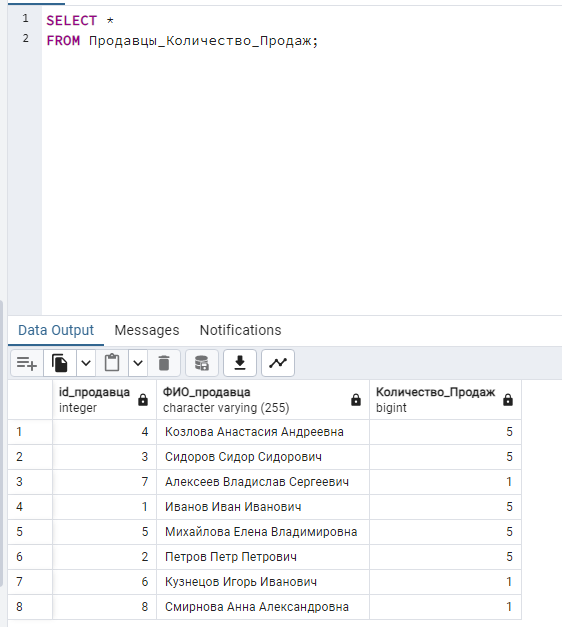 1 SELECT *
2 FROM Продавцы_Количество_Продаж;
Data Output Messages Notifications
id_продавца ФИО_продавца Количество_Продаж
integer character varying (255) bigint
1 4 Козлова Анастасия Андреевна 5
2 3 Сидоров Сидор Сидорович 5
3 7 Алексеев Владислав Сергеевич 1
4 1 Иванов Иван Иванович 5
5 5 Михайлова Елена Владимировна 5
6 2 Петров Петр Петрович 5
7 6 Кузнецов Игорь Иванович 1
8 8 Смирнова Анна Александровна 1